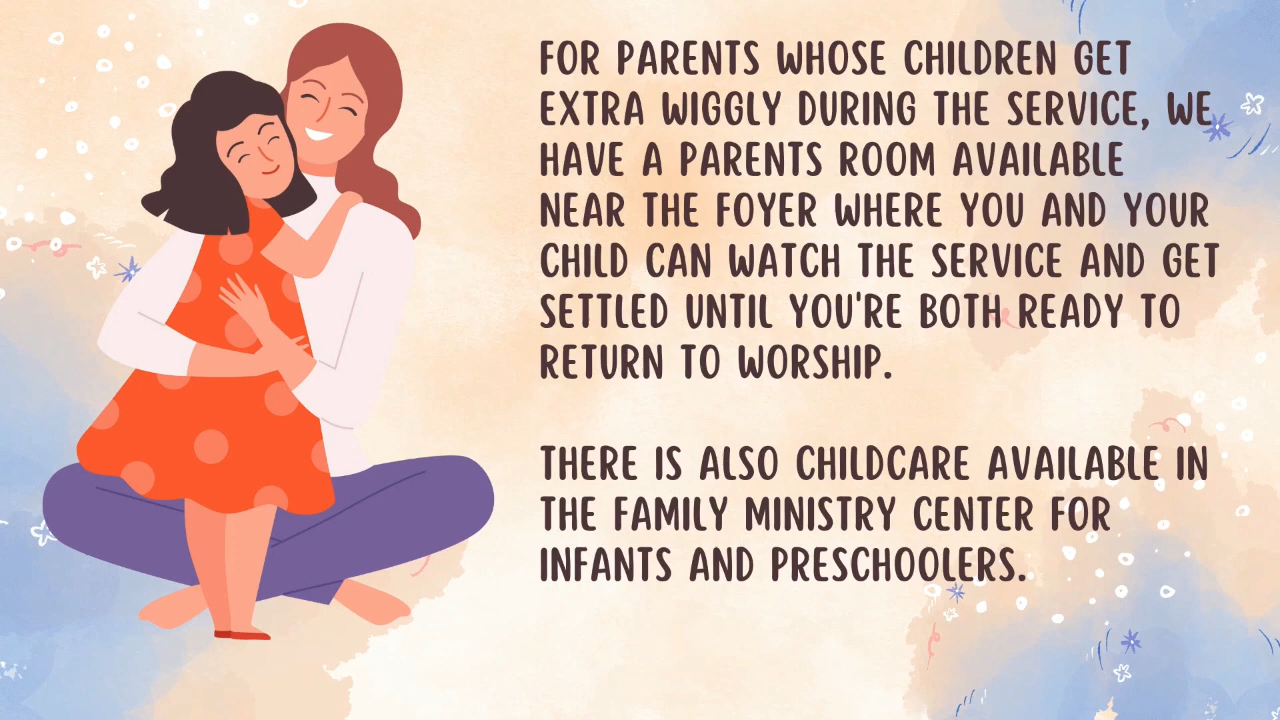 FOR PARENTS WHOSE CHILDREN GET
EXTRA WIGGLY DURING THE SERVICE, WE
HAVE A PARENTS ROOM AVAILABLE
NEAR THE FOYER WHERE YOU AND YOUR
CHILD CAN WATCH THE SERVICE AND GET
SETTLED UNTIL YOU'RE BOTH READY TO
RETURN TO WORSHIP.
THERE IS ALSO CHILDCARE AVAILABLE IN
THE FAMILY MINISTRY CENTER FOR
INFANTS AND PRESCHOOLERS.